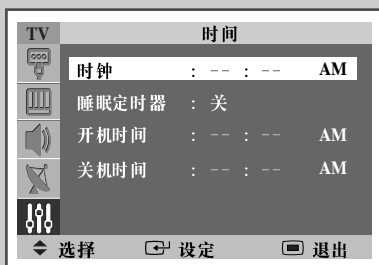 TV 时间
时钟 : -- : -- AM
睡眠定时器 : 关
开机时间 : -- : -- AM
关机时间 : -- : -- AM
选择 设定 退出